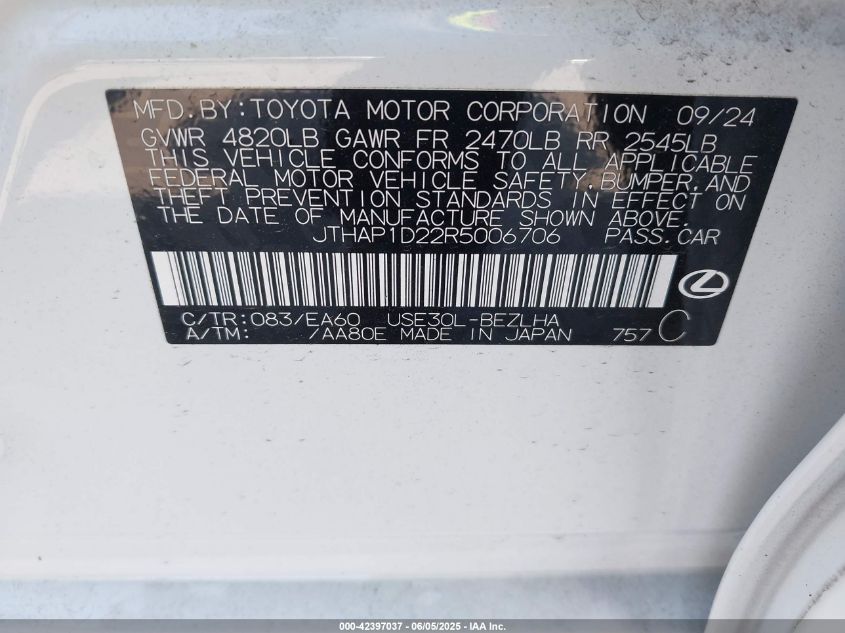 MFD. BY: TOYOTA MOTOR CORPORATION 09/24
GVWR 4820LB GAWR FR 2470LB RR 2545LB
THIS VEHICLE CONFORMS TO ALL APPLICABLE
FEDERAL MOTOR VEHICLE SAFETY, BUMPER, AND
THEFT PREVENTION STANDARDS IN EFFECT ON
THE DATE OF MANUFACTURE SHOWN ABOVE.
JTHAP1D22R5006706 PASS. CAR
C/TR: 083/EA60 USE30L-BEZLHA
A/TM: /AA80E MADE IN JAPAN 757 C
000-42397037 - 06/05/2025 - IAA Inc.